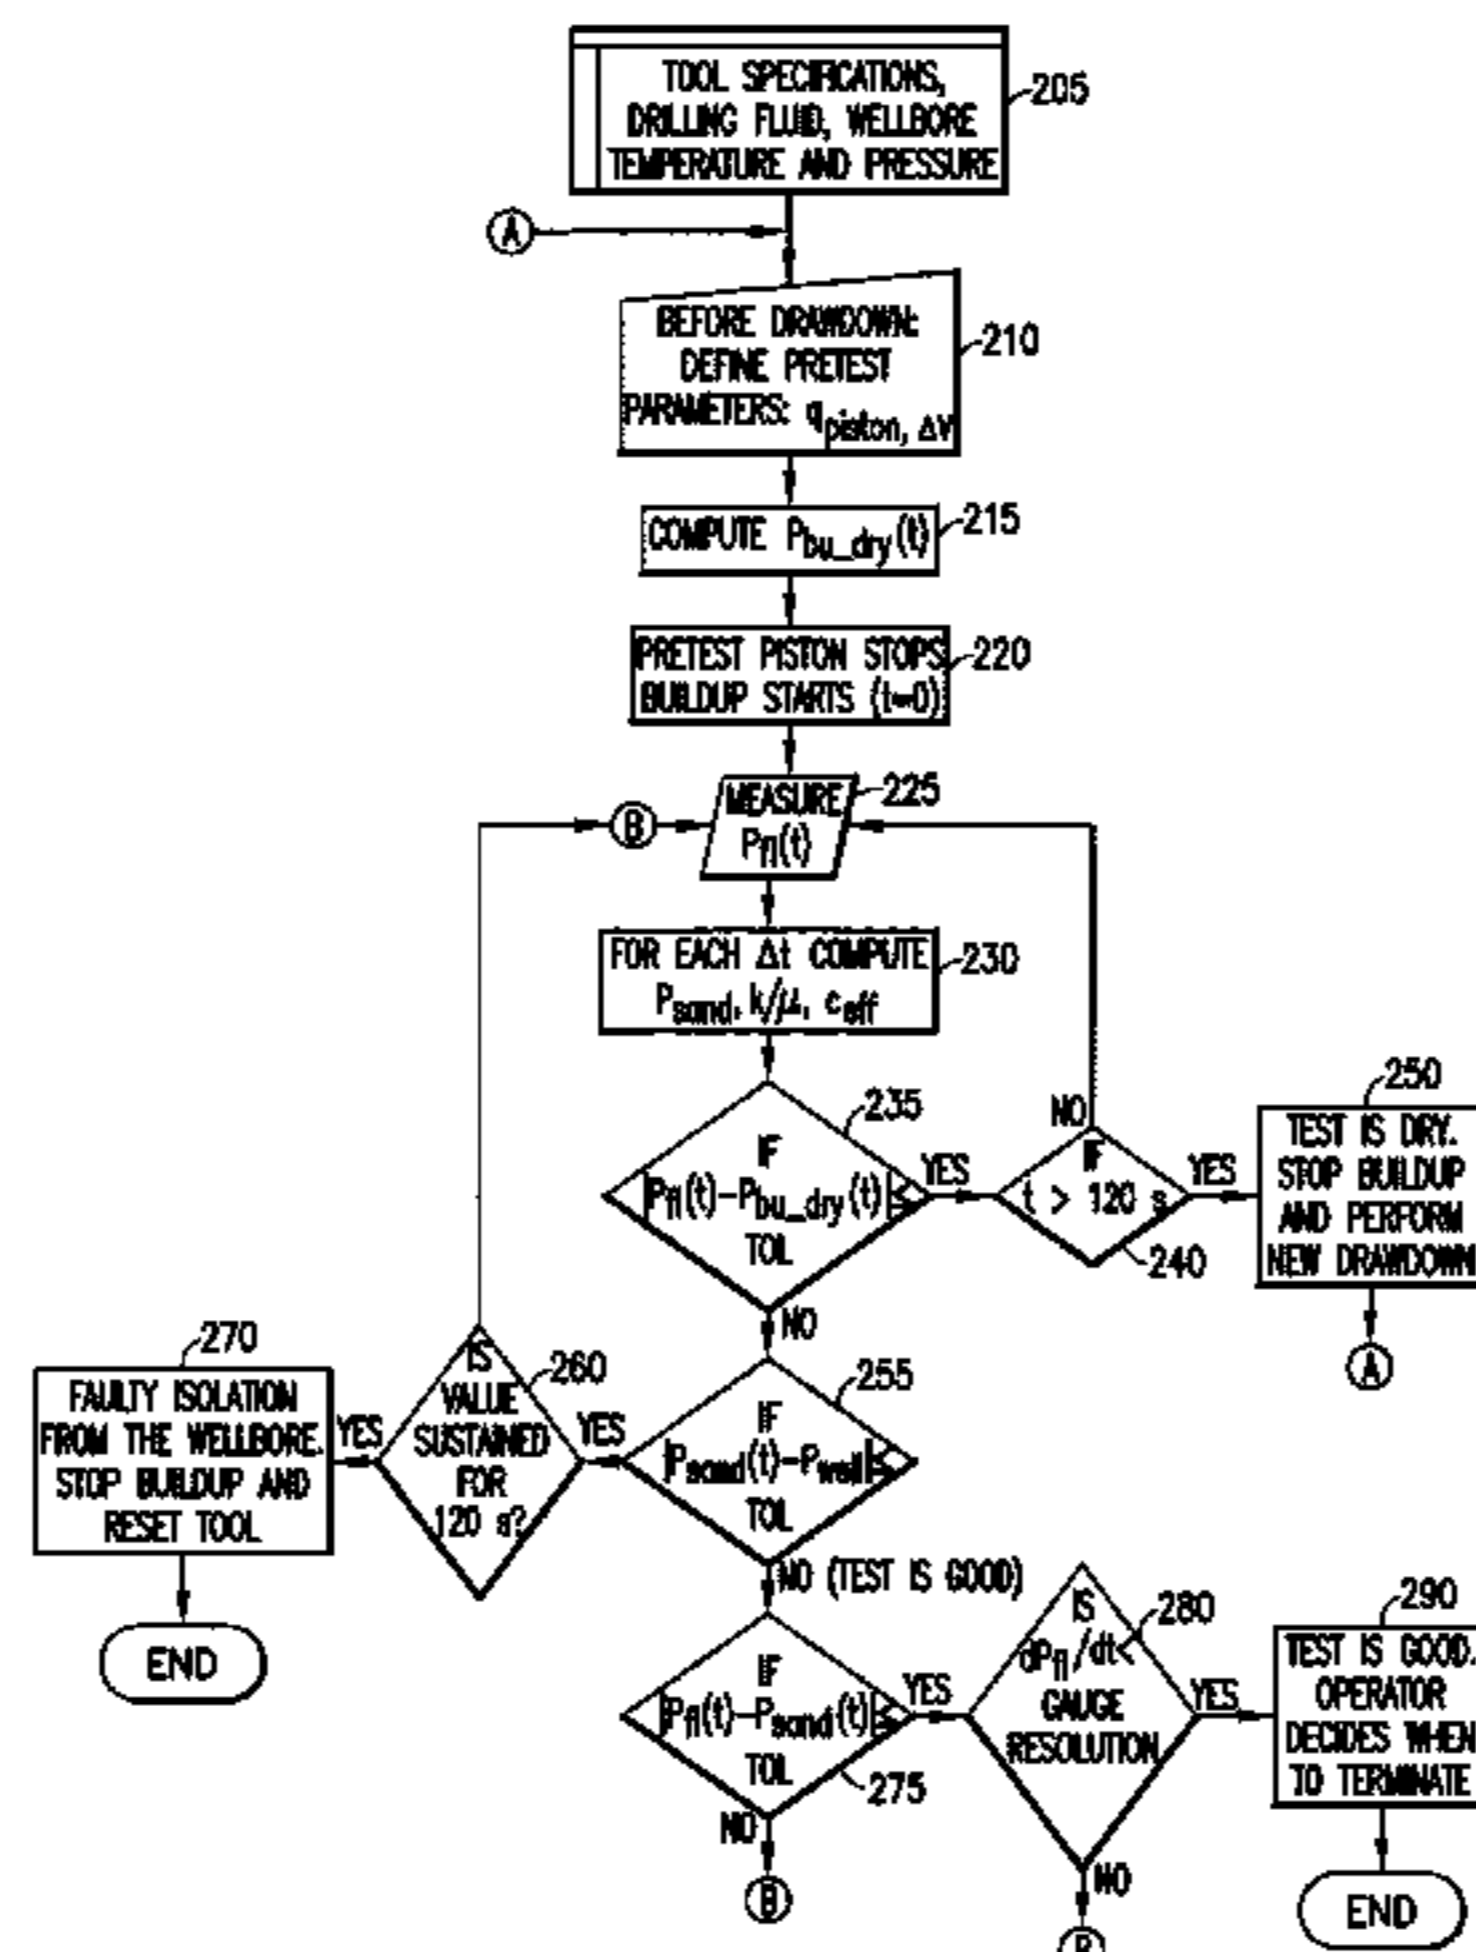 TOOL SPECIFICATIONS,
DRILLING FLUID, WELLBORE
TEMPERATURE AND PRESSURE
205
A
BEFORE DRAWDOWN:
DEFINE PRETEST
PARAMETERS: q piston, ΔV
210
COMPUTE Pbu_dry(t)
215
PRETEST PISTON STOPS
BUILDUP STARTS (t=0)
220
B
MEASURE
Pfl(t)
225
FOR EACH Δt COMPUTE
Psand, k/μ, ceff
230
235
IF
|Pfl(t)-Pbu_dry(t)|≤
TOL
YES
NO
NO
IF
t > 120 s
240
YES
250
TEST IS DRY.
STOP BUILDUP
AND PERFORM
NEW DRAWDOWN
A
255
IF
|Psand(t)-Pwell|≤
TOL
YES
NO (TEST IS GOOD)
260
IS
VALUE
SUSTAINED
FOR
120 s?
YES
270
FAULTY ISOLATION
FROM THE WELLBORE.
STOP BUILDUP AND
RESET TOOL
END
IF
|Pfl(t)-Psand(t)|≤
TOL
275
YES
NO
B
280
IS
dPfl/dt<
GAUGE
RESOLUTION
YES
NO
B
290
TEST IS GOOD.
OPERATOR
DECIDES WHEN
TO TERMINATE
END